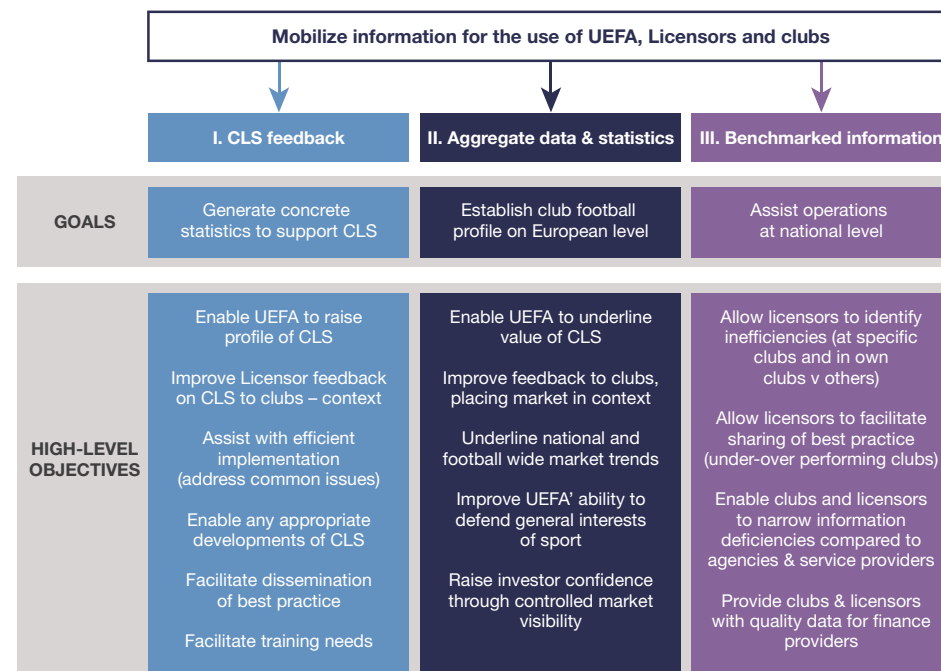 Mobilize information for the use of UEFA, Licensors and clubs
I. CLS feedback
II. Aggregate data & statistics
III. Benchmarked information
GOALS
Generate concrete
statistics to support CLS
Establish club football
profile on European level
Assist operations
at national level
HIGH-LEVEL
OBJECTIVES
Enable UEFA to raise
profile of CLS
Improve Licensor feedback
on CLS to clubs – context
Assist with efficient
implementation
(address common issues)
Enable any appropriate
developments of CLS
Facilitate dissemination
of best practice
Facilitate training needs
Enable UEFA to underline
value of CLS
Improve feedback to clubs,
placing market in context
Underline national and
football wide market trends
Improve UEFA' ability to
defend general interests
of sport
Raise investor confidence
through controlled market
visibility
Allow licensors to identify
inefficiencies (at specific
clubs and in own
clubs v others)
Allow licensors to facilitate
sharing of best practice
(under-over performing clubs)
Enable clubs and licensors
to narrow information
deficiencies compared to
agencies & service providers
Provide clubs & licensors
with quality data for finance
providers